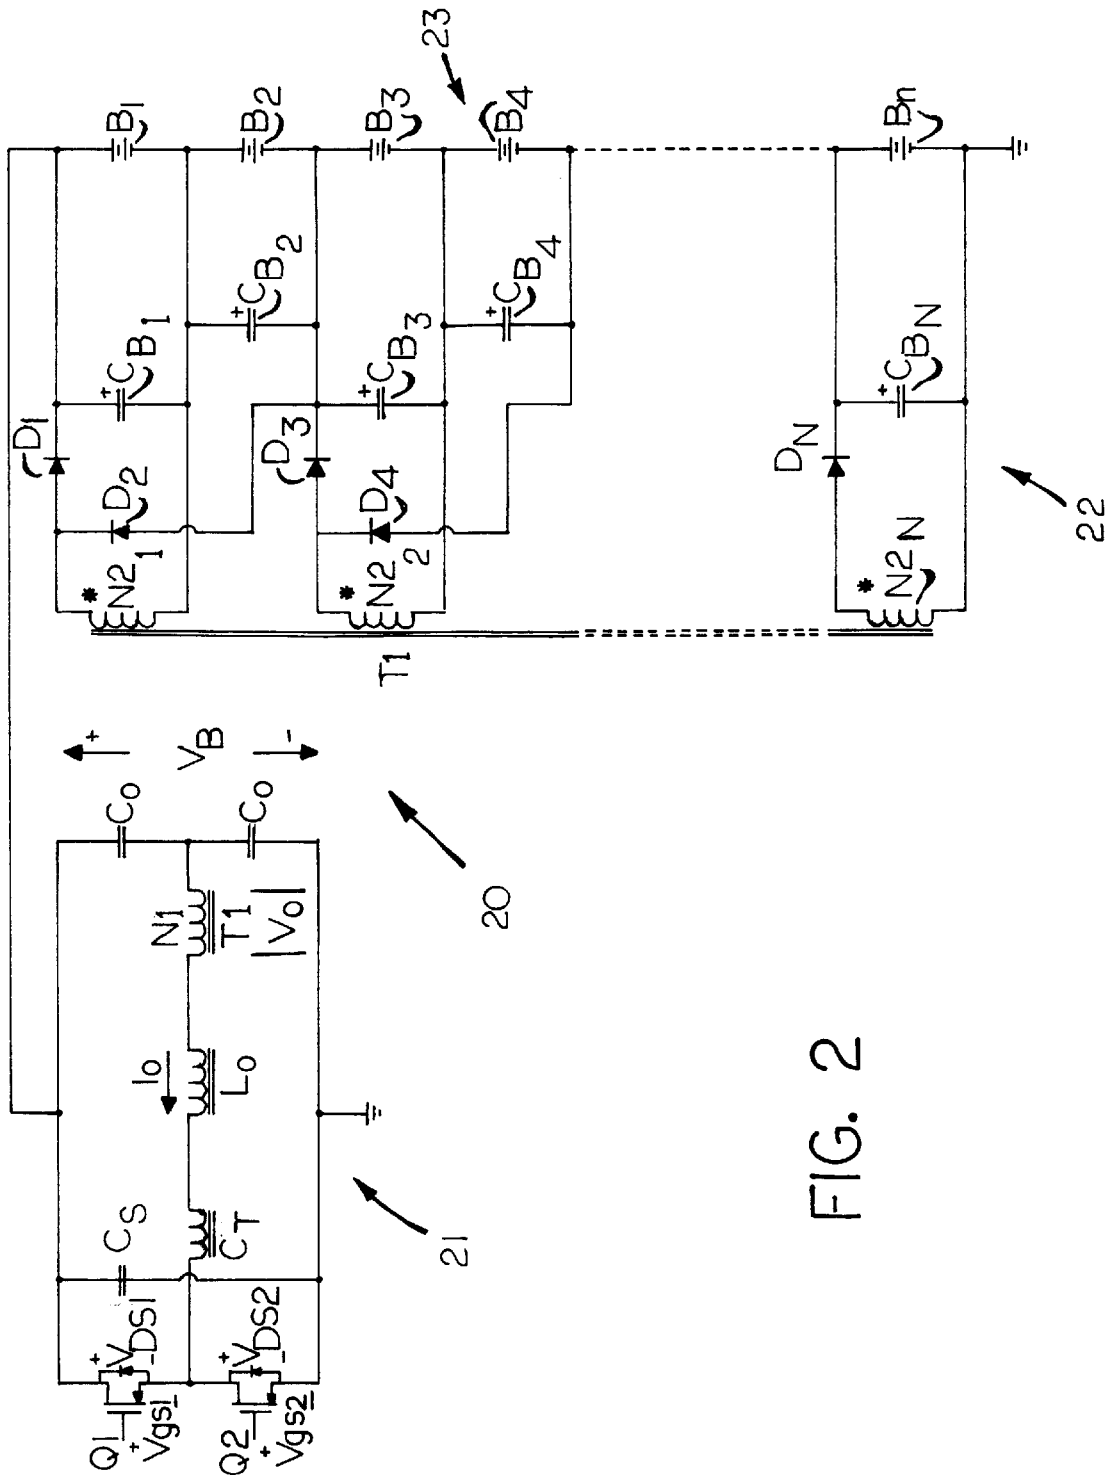 23
B1
B2
B3
B4
Bn
CB1
CB2
CB3
CB4
CBN
D1
D2
D3
D4
DN
* N21
* N22
* N2N
T1
22
+ VB -
Co
Co
20
N1
T1
|Vo|
Io
Lo
CS
CT
21
Q1
+ Vgs1 -
+ VDS1 -
Q2
+ Vgs2 -
+ VDS2 -
FIG. 2